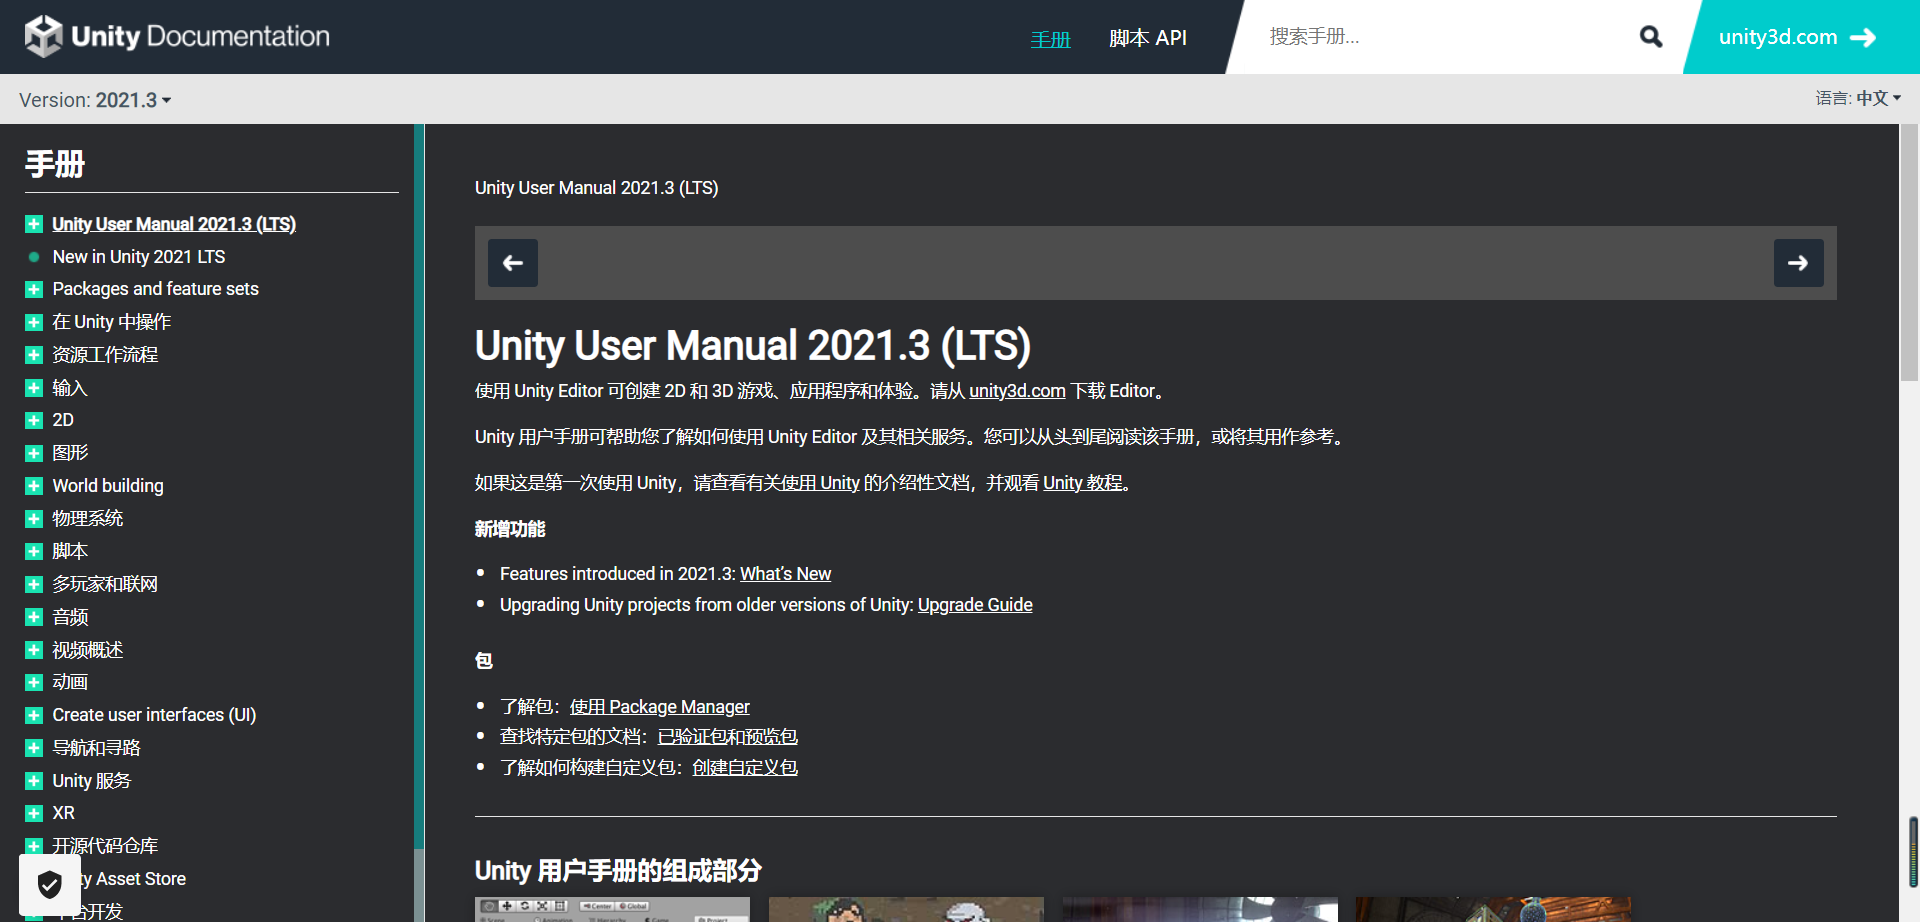 Unity Documentation
手册
脚本 API
搜索手册...
unity3d.com
Version: 2021.3
语言: 中文
手册
Unity User Manual 2021.3 (LTS)
New in Unity 2021 LTS
Packages and feature sets
在 Unity 中操作
资源工作流程
输入
2D
图形
World building
物理系统
脚本
多玩家和联网
音频
视频概述
动画
Create user interfaces (UI)
导航和寻路
Unity 服务
XR
开源代码仓库
ty Asset Store
平台开发
Unity User Manual 2021.3 (LTS)
Unity User Manual 2021.3 (LTS)
使用 Unity Editor 可创建 2D 和 3D 游戏、应用程序和体验。请从 unity3d.com 下载 Editor。
Unity 用户手册可帮助您了解如何使用 Unity Editor 及其相关服务。您可以从头到尾阅读该手册，或将其用作参考。
如果这是第一次使用 Unity，请查看有关使用 Unity 的介绍性文档，并观看 Unity 教程。
新增功能
Features introduced in 2021.3: What’s New
Upgrading Unity projects from older versions of Unity: Upgrade Guide
包
了解包：使用 Package Manager
查找特定包的文档：已验证包和预览包
了解如何构建自定义包：创建自定义包
Unity 用户手册的组成部分
Center
Global